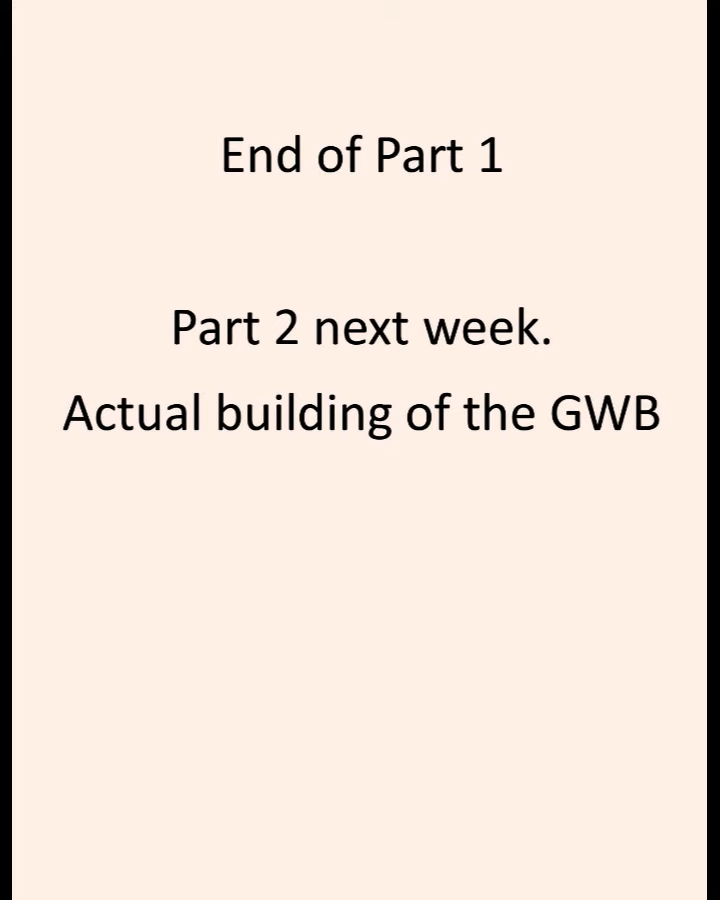 End of Part 1
Part 2 next week.
Actual building of the GWB